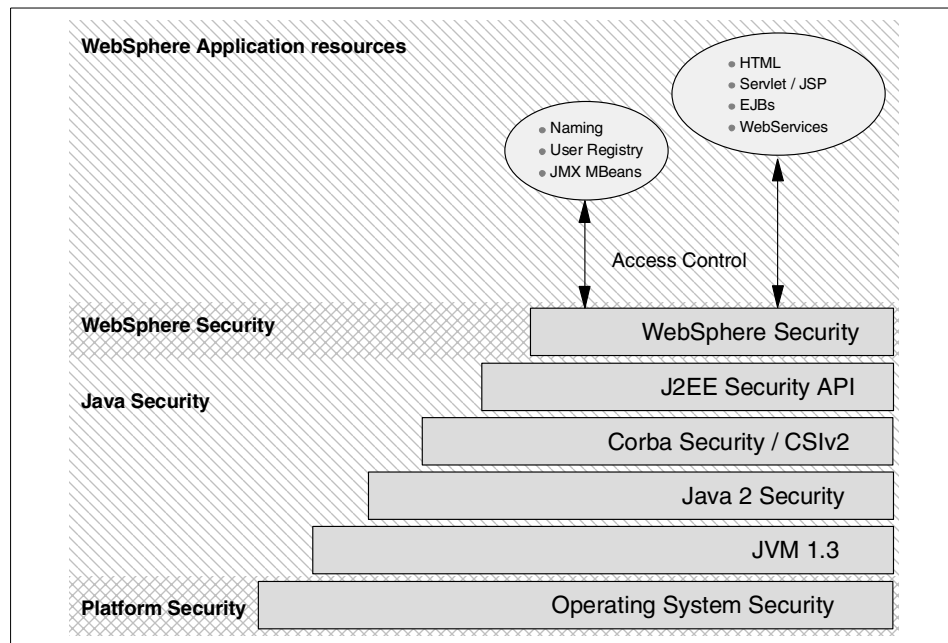 WebSphere Application resources
HTML
Servlet / JSP
EJBs
WebServices
Naming
User Registry
JMX MBeans
Access Control
WebSphere Security
WebSphere Security
J2EE Security API
Java Security
Corba Security / CSIv2
Java 2 Security
JVM 1.3
Platform Security
Operating System Security